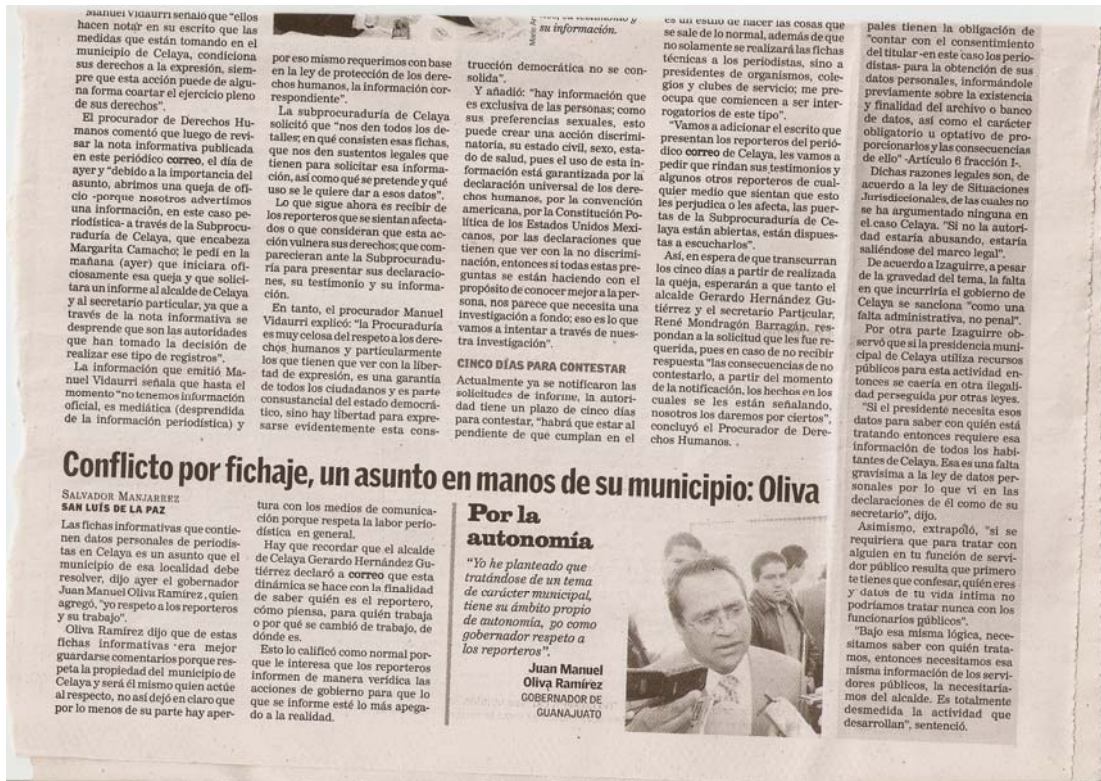 Manuel Vidaurri señaló que "ellos
hacen notar en su escrito que las
medidas que están tomando en el
municipio de Celaya, condiciona
sus derechos a la expresión, siem-
pre que esta acción puede de algu-
na forma coartar el ejercicio pleno
de sus derechos".
El procurador de Derechos Hu-
manos comentó que luego de revi-
sar la nota informativa publicada
en este periódico correo, el día de
ayer y "debido a la importancia del
asunto, abrimos una queja de ofi-
cio -porque nosotros advertimos
una información, en este caso pe-
riodística- a través de la Subprocu-
raduría de Celaya, que encabeza
Margarita Camacho; le pedí en la
mañana (ayer) que iniciara ofi-
ciosamente esa queja y que solici-
tara un informe al alcalde de Celaya
y al secretario particular, ya que a
través de la nota informativa se
desprende que son las autoridades
que han tomado la decisión de
realizar ese tipo de registros".
La información que emitió Ma-
nuel Vidaurri señala que hasta el
momento "no tenemos información
oficial, es mediática (desprendida
de la información periodística) y
por eso mismo requerimos con base
en la ley de protección de los dere-
chos humanos, la información cor-
respondiente".
La subprocuraduría de Celaya
solicitó que "nos den todos los de-
talles; en qué consisten esas fichas,
que nos den sustentos legales que
tienen para solicitar esa informa-
ción, así como qué se pretende y qué
uso se le quiere dar a esos datos".
Lo que sigue ahora es recibir de
los reporteros que se sientan afecta-
dos o que consideran que esta ac-
ción vulnera sus derechos; que com-
parecieran ante la Subprocuradu-
ría para presentar sus declaracio-
nes, su testimonio y su informa-
ción.
En tanto, el procurador Manuel
Vidaurri explicó: "la Procuraduría
es muy celosa del respeto a los dere-
chos humanos y particularmente
los que tienen que ver con la liber-
tad de expresión, es una garantía
de todos los ciudadanos y es parte
consustancial del estado democrá-
tico, sino hay libertad para expre-
sarse evidentemente esta cons-
su información.
trucción democrática no se con-
solida".
Y añadió: "hay información que
es exclusiva de las personas; como
sus preferencias sexuales, esto
puede crear una acción discrimi-
natoria, su estado civil, sexo, esta-
do de salud, pues el uso de esta in-
formación está garantizada por la
declaración universal de los dere-
chos humanos, por la convención
americana, por la Constitución Po-
lítica de los Estados Unidos Mexi-
canos, por las declaraciones que
tienen que ver con la no discrimi-
nación, entonces si todas estas pre-
guntas se están haciendo con el
propósito de conocer mejor a la per-
sona, nos parece que necesita una
investigación a fondo; eso es lo que
vamos a intentar a través de nues-
tra investigación".
CINCO DÍAS PARA CONTESTAR
Actualmente ya se notificaron las
solicitudes de informe, la autori-
dad tiene un plazo de cinco días
para contestar, "habrá que estar al
pendiente de que cumplan en el
es un estilo de hacer las cosas que
se sale de lo normal, además de que
no solamente se realizará las fichas
técnicas a los periodistas, sino a
presidentes de organismos, cole-
gios y clubes de servicio; me pre-
ocupa que comiencen a ser inter-
rogatorios de este tipo".
"Vamos a adicionar el escrito que
presentan los reporteros del perió-
dico correo de Celaya, les vamos a
pedir que rindan sus testimonios y
algunos otros reporteros de cual-
quier medio que sientan que esto
les perjudica o les afecta, las puer-
tas de la Subprocuraduría de Ce-
laya están abiertas, están dispues-
tas a escucharlos".
Así, en espera de que transcurran
los cinco días a partir de realizada
la queja, esperarán a que tanto el
alcalde Gerardo Hernández Gu-
tiérrez y el secretario Particular,
René Mondragón Barragán, res-
pondan a la solicitud que les fue re-
querida, pues en caso de no recibir
respuesta "las consecuencias de no
contestarlo, a partir del momento
de la notificación, los hechos en los
cuales se les están señalando,
nosotros los daremos por ciertos",
concluyó el Procurador de Dere-
chos Humanos. .
pales tienen la obligación de
"contar con el consentimiento
del titular -en este caso los perio-
distas- para la obtención de sus
datos personales, informándole
previamente sobre la existencia
y finalidad del archivo o banco
de datos, así como el carácter
obligatorio u optativo de pro-
porcionarlos y las consecuencias
de ello" -Artículo 6 fracción I-.
Dichas razones legales son, de
acuerdo a la ley de Situaciones
Jurisdiccionales, de las cuales no
se ha argumentado ninguna en
el caso Celaya. "Si no la autori-
dad estaría abusando, estaría
saliéndose del marco legal".
De acuerdo a Izaguirre, a pesar
de la gravedad del tema, la falta
en que incurriría el gobierno de
Celaya se sanciona "como una
falta administrativa, no penal".
Por otra parte Izaguirre ob-
servó que si la presidencia muni-
cipal de Celaya utiliza recursos
públicos para esta actividad en-
tonces se caería en otra ilegali-
dad perseguida por otras leyes.
"Si el presidente necesita esos
datos para saber con quién está
tratando entonces requiere esa
información de todos los habi-
tantes de Celaya. Esa es una falta
gravísima a la ley de datos per-
sonales por lo que vi en las
declaraciones de él como de su
secretario", dijo.
Asimismo, extrapoló, "si se
requiriera que para tratar con
alguien en tu función de servi-
dor público resulta que primero
te tienes que confesar, quién eres
y datos de tu vida íntima no
podríamos tratar nunca con los
funcionarios públicos".
"Bajo esa misma lógica, nece-
sitamos saber con quién trata-
mos, entonces necesitamos esa
misma información de los servi-
dores públicos, la necesitaría-
mos del alcalde. Es totalmente
desmedida la actividad que
desarrollan", sentenció.
Conflicto por fichaje, un asunto en manos de su municipio: Oliva
SALVADOR MANJARREZ
SAN LUÍS DE LA PAZ
Las fichas informativas que contie-
nen datos personales de periodis-
tas en Celaya es un asunto que el
municipio de esa localidad debe
resolver, dijo ayer el gobernador
Juan Manuel Oliva Ramírez, quien
agregó, "yo respeto a los reporteros
y su trabajo".
Oliva Ramírez dijo que de estas
fichas informativas -era mejor
guardarse comentarios porque res-
peta la propiedad del municipio de
Celaya y será él mismo quien actúe
al respecto, no así dejó en claro que
por lo menos de su parte hay aper-
tura con los medios de comunica-
ción porque respeta la labor perio-
dística en general.
Hay que recordar que el alcalde
de Celaya Gerardo Hernández Gu-
tiérrez declaró a correo que esta
dinámica se hace con la finalidad
de saber quién es el reportero,
cómo piensa, para quién trabaja
o por qué se cambió de trabajo, de
dónde es.
Esto lo calificó como normal por-
que le interesa que los reporteros
informen de manera verídica las
acciones de gobierno para que lo
que se informe esté lo más apega-
do a la realidad.
Por la
autonomía
"Yo he planteado que
tratándose de un tema
de carácter municipal,
tiene su ámbito propio
de autonomía, yo como
gobernador respeto a
los reporteros".
Juan Manuel
Oliva Ramírez
GOBERNADOR DE
GUANAJUATO